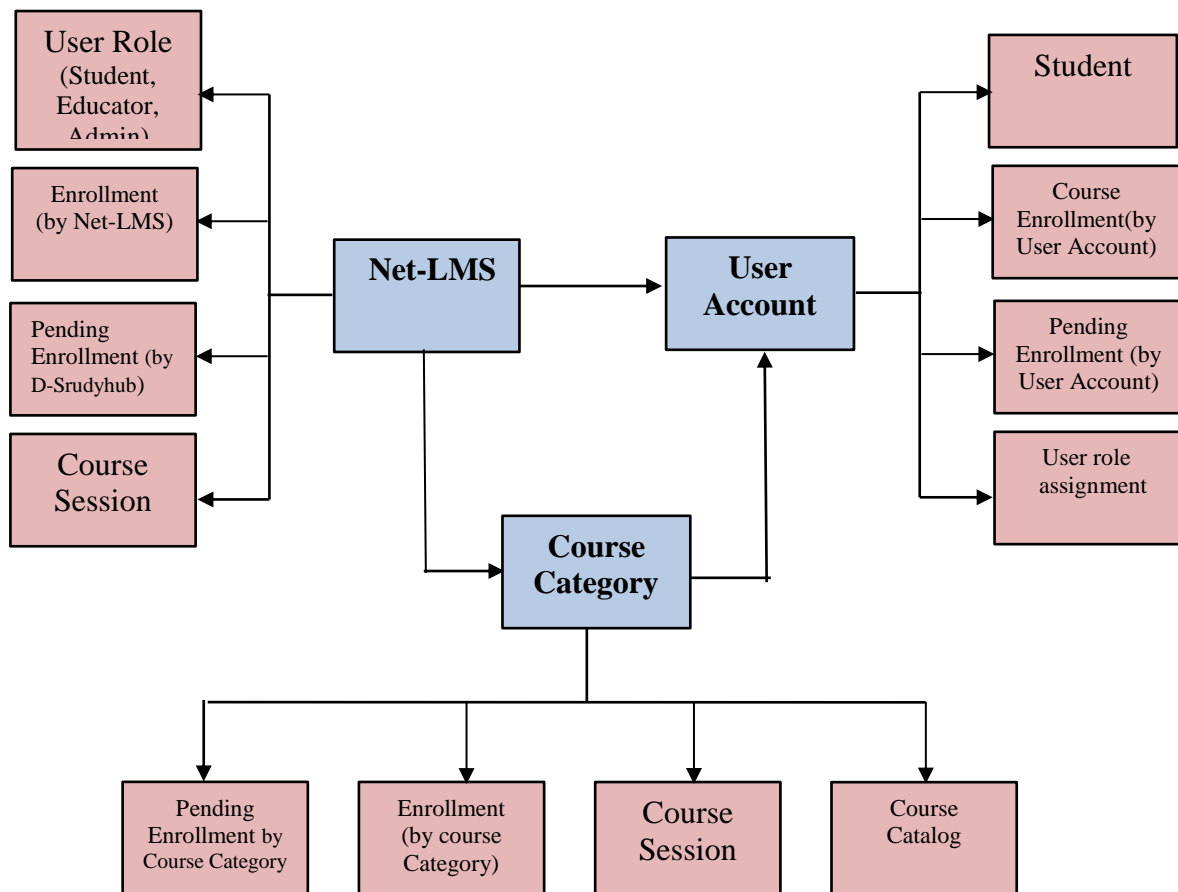 User Role
(Student,
Educator,
Admin)
Enrollment
(by Net-LMS)
Pending
Enrollment (by
D-Srudyhub)
Course
Session
Net-LMS
User
Account
Course
Category
Student
Course
Enrollment(by
User Account)
Pending
Enrollment (by
User Account)
User role
assignment
Pending
Enrollment by
Course Category
Enrollment
(by course
Category)
Course
Session
Course
Catalog